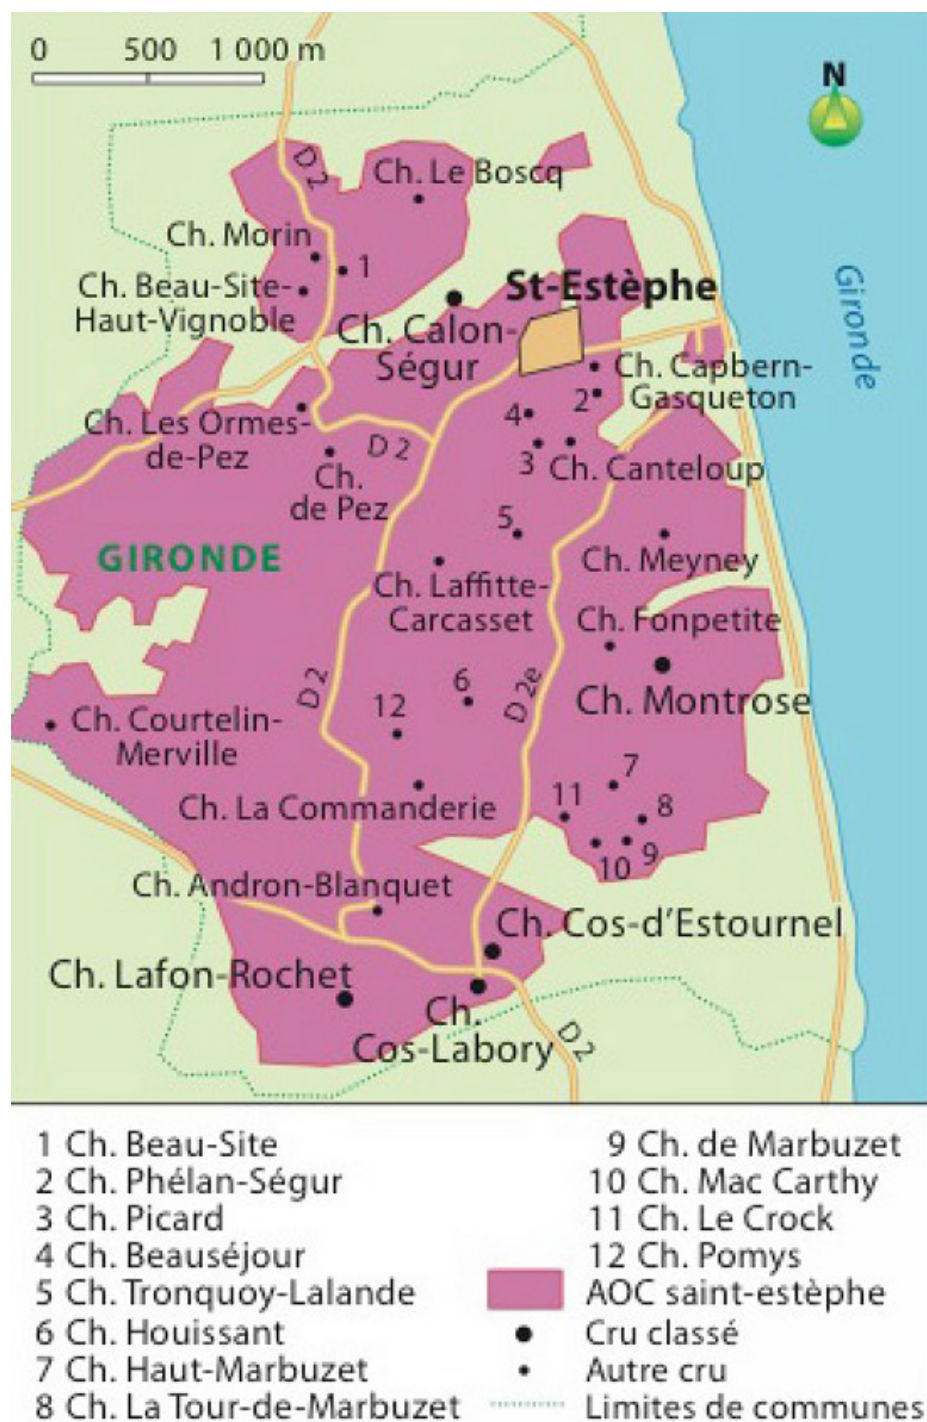 0 500 1 000 m
N
D 2
Ch. Le Boscq
Ch. Morin
1
Ch. Beau-Site-
Haut-Vignoble
St-Estèphe
Gironde
Ch. Calon-
Ségur
Ch. Capbern-
Gasqueton
2
4
Ch. Les Ormes-
de-Pez
D 2
3
Ch. Canteloup
Ch.
de Pez
5
GIRONDE
Ch. Meyney
Ch. Laffitte-
Carcasset
Ch. Fonpetite
D 2
6
D 2e
Ch. Montrose
12
Ch. Courtelin-
Merville
7
Ch. La Commanderie
11
8
10
9
Ch. Andron-Blanquet
Ch. Cos-d'Estournel
Ch. Lafon-Rochet
Ch.
Cos-Labory
D 2
1 Ch. Beau-Site
2 Ch. Phélan-Ségur
3 Ch. Picard
4 Ch. Beauséjour
5 Ch. Tronquoy-Lalande
6 Ch. Houissant
7 Ch. Haut-Marbuzet
8 Ch. La Tour-de-Marbuzet
9 Ch. de Marbuzet
10 Ch. Mac Carthy
11 Ch. Le Crock
12 Ch. Pomys
AOC saint-estèphe
Cru classé
Autre cru
Limites de communes